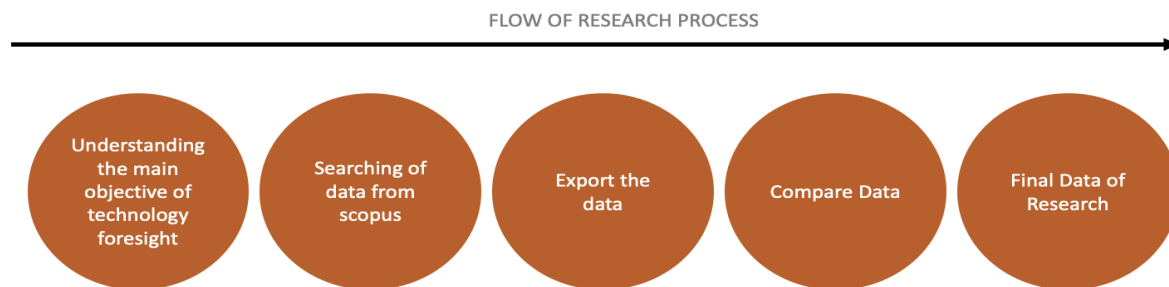 FLOW OF RESEARCH PROCESS
Understanding
the main
objective of
technology
foresight
Searching of
data from
scopus
Export the
data
Compare Data
Final Data of
Research